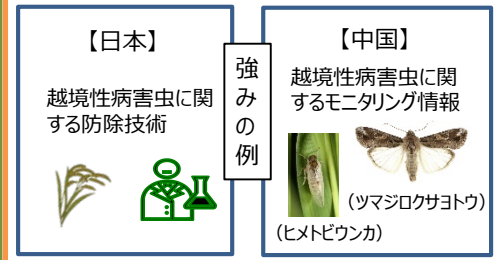 【日本】
越境性病害虫に関
する防除技術
強みの例
【中国】
越境性病害虫に関
するモニタリング情報
(ツマジロクサヨトウ)
(ヒメトビウンカ)